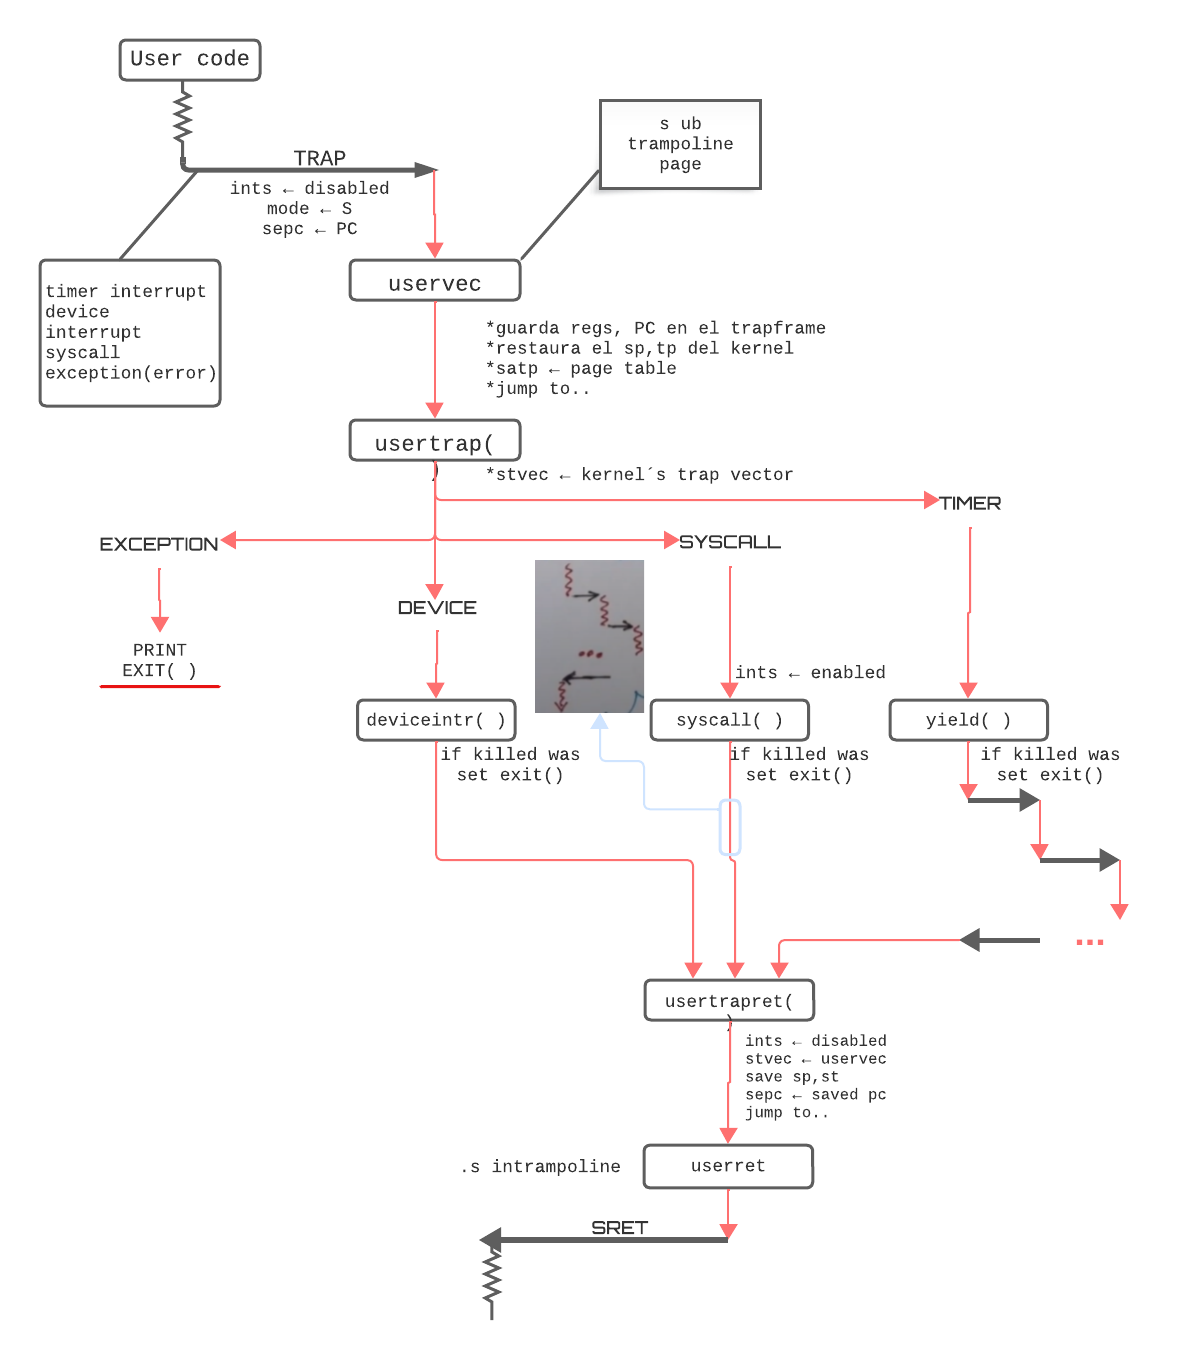 User code
s ub
trampoline
page
TRAP
ints ← disabled
mode ← S
sepc ← PC
timer interrupt
device
interrupt
syscall
exception(error)
uservec
*guarda regs, PC en el trapframe
*restaura el sp,tp del kernel
*satp ← page table
*jump to..
usertrap(
)
*stvec ← kernel´s trap vector
TIMER
EXCEPTION
SYSCALL
DEVICE
PRINT
EXIT( )
ints ← enabled
deviceintr( )
syscall( )
yield( )
if killed was
set exit()
if killed was
set exit()
if killed was
set exit()
...
usertrapret(
)
ints ← disabled
stvec ← uservec
save sp,st
sepc ← saved pc
jump to..
.s intrampoline
userret
SRET